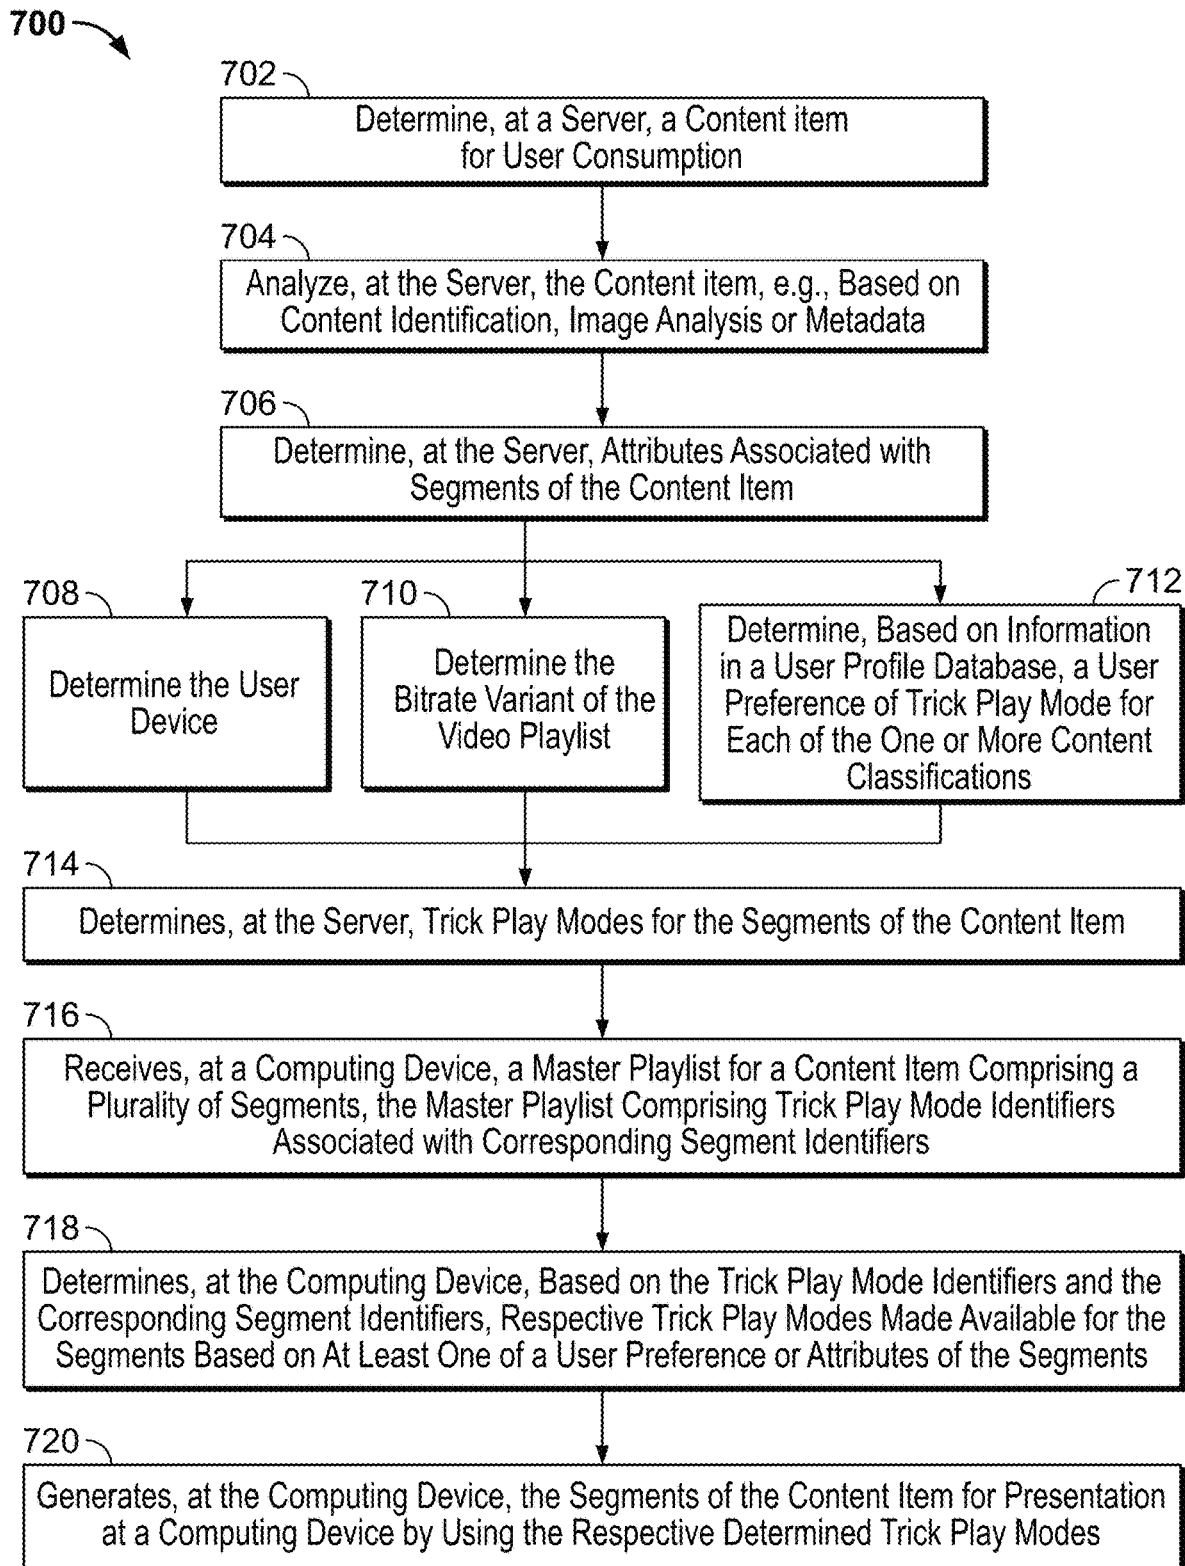 700
702
Determine, at a Server, a Content item
for User Consumption
704
Analyze, at the Server, the Content item, e.g., Based on
Content Identification, Image Analysis or Metadata
706
Determine, at the Server, Attributes Associated with
Segments of the Content Item
708
Determine the User
Device
710
Determine the
Bitrate Variant of the
Video Playlist
712
Determine, Based on Information
in a User Profile Database, a User
Preference of Trick Play Mode for
Each of the One or More Content
Classifications
714
Determines, at the Server, Trick Play Modes for the Segments of the Content Item
716
Receives, at a Computing Device, a Master Playlist for a Content Item Comprising a
Plurality of Segments, the Master Playlist Comprising Trick Play Mode Identifiers
Associated with Corresponding Segment Identifiers
718
Determines, at the Computing Device, Based on the Trick Play Mode Identifiers and the
Corresponding Segment Identifiers, Respective Trick Play Modes Made Available for the
Segments Based on At Least One of a User Preference or Attributes of the Segments
720
Generates, at the Computing Device, the Segments of the Content Item for Presentation
at a Computing Device by Using the Respective Determined Trick Play Modes